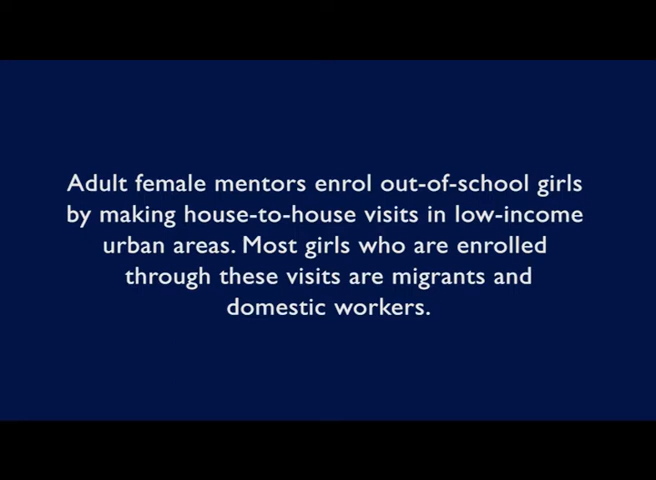 Adult female mentors enrol out-of-school girls
by making house-to-house visits in low-income
urban areas. Most girls who are enrolled
through these visits are migrants and
domestic workers.